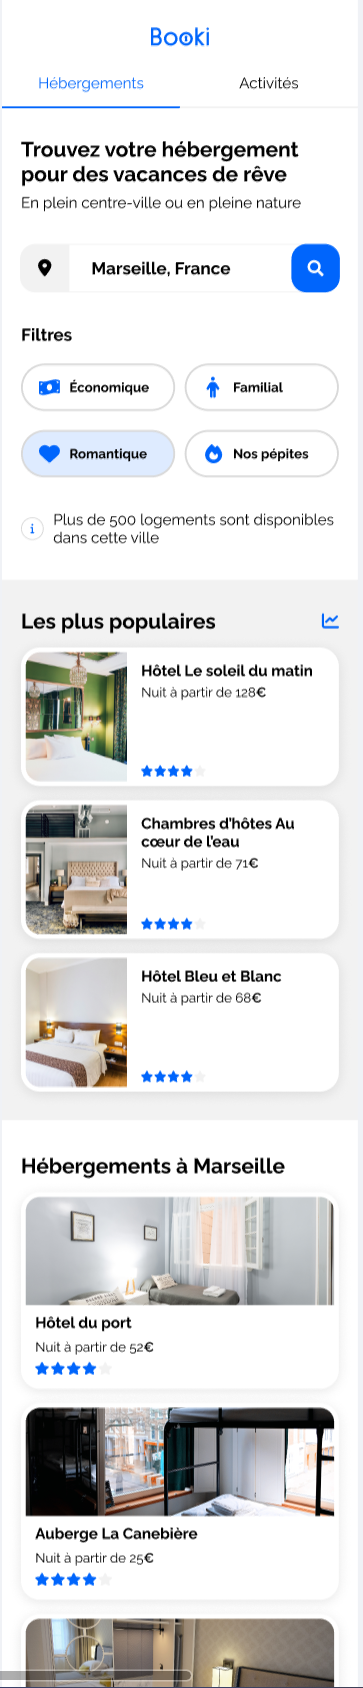 Booki
Hébergements
Activités
Trouvez votre hébergement
pour des vacances de rêve
En plein centre-ville ou en pleine nature
Marseille, France
Filtres
Économique
Familial
Romantique
Nos pépites
Plus de 500 logements sont disponibles
dans cette ville
Les plus populaires
Hôtel Le soleil du matin
Nuit à partir de 128€
Chambres d'hôtes Au
cœur de l'eau
Nuit à partir de 71€
Hôtel Bleu et Blanc
Nuit à partir de 68€
Hébergements à Marseille
Hôtel du port
Nuit à partir de 52€
Auberge La Canebière
Nuit à partir de 25€